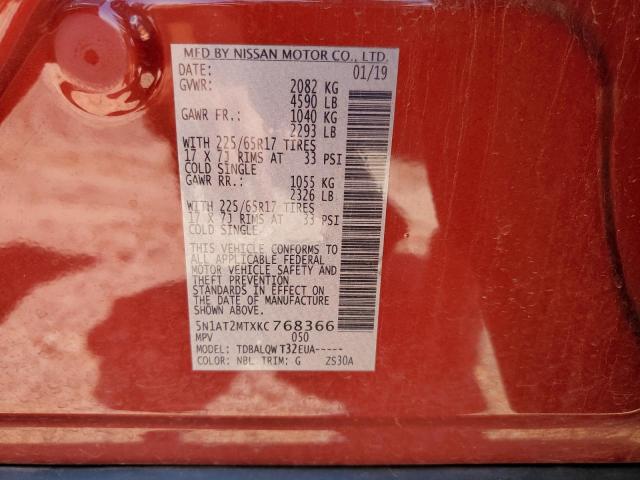 MFD BY NISSAN MOTOR CO., LTD.
DATE: 01/19
GVWR: 2082 KG
4590 LB
GAWR FR.: 1040 KG
2293 LB
WITH 225/65R17 TIRES
17 X 7J RIMS AT 33 PSI
COLD SINGLE
GAWR RR.: 1055 KG
2326 LB
WITH 225/65R17 TIRES
17 X 7J RIMS AT 33 PSI
COLD SINGLE
THIS VEHICLE CONFORMS TO
ALL APPLICABLE FEDERAL
MOTOR VEHICLE SAFETY AND
THEFT PREVENTION
STANDARDS IN EFFECT ON
THE DATE OF MANUFACTURE
SHOWN ABOVE.
5N1AT2MTXKC768366
MPV 050
MODEL: TDBALQW T32EUA-----
COLOR: NBL TRIM: G ZS30A